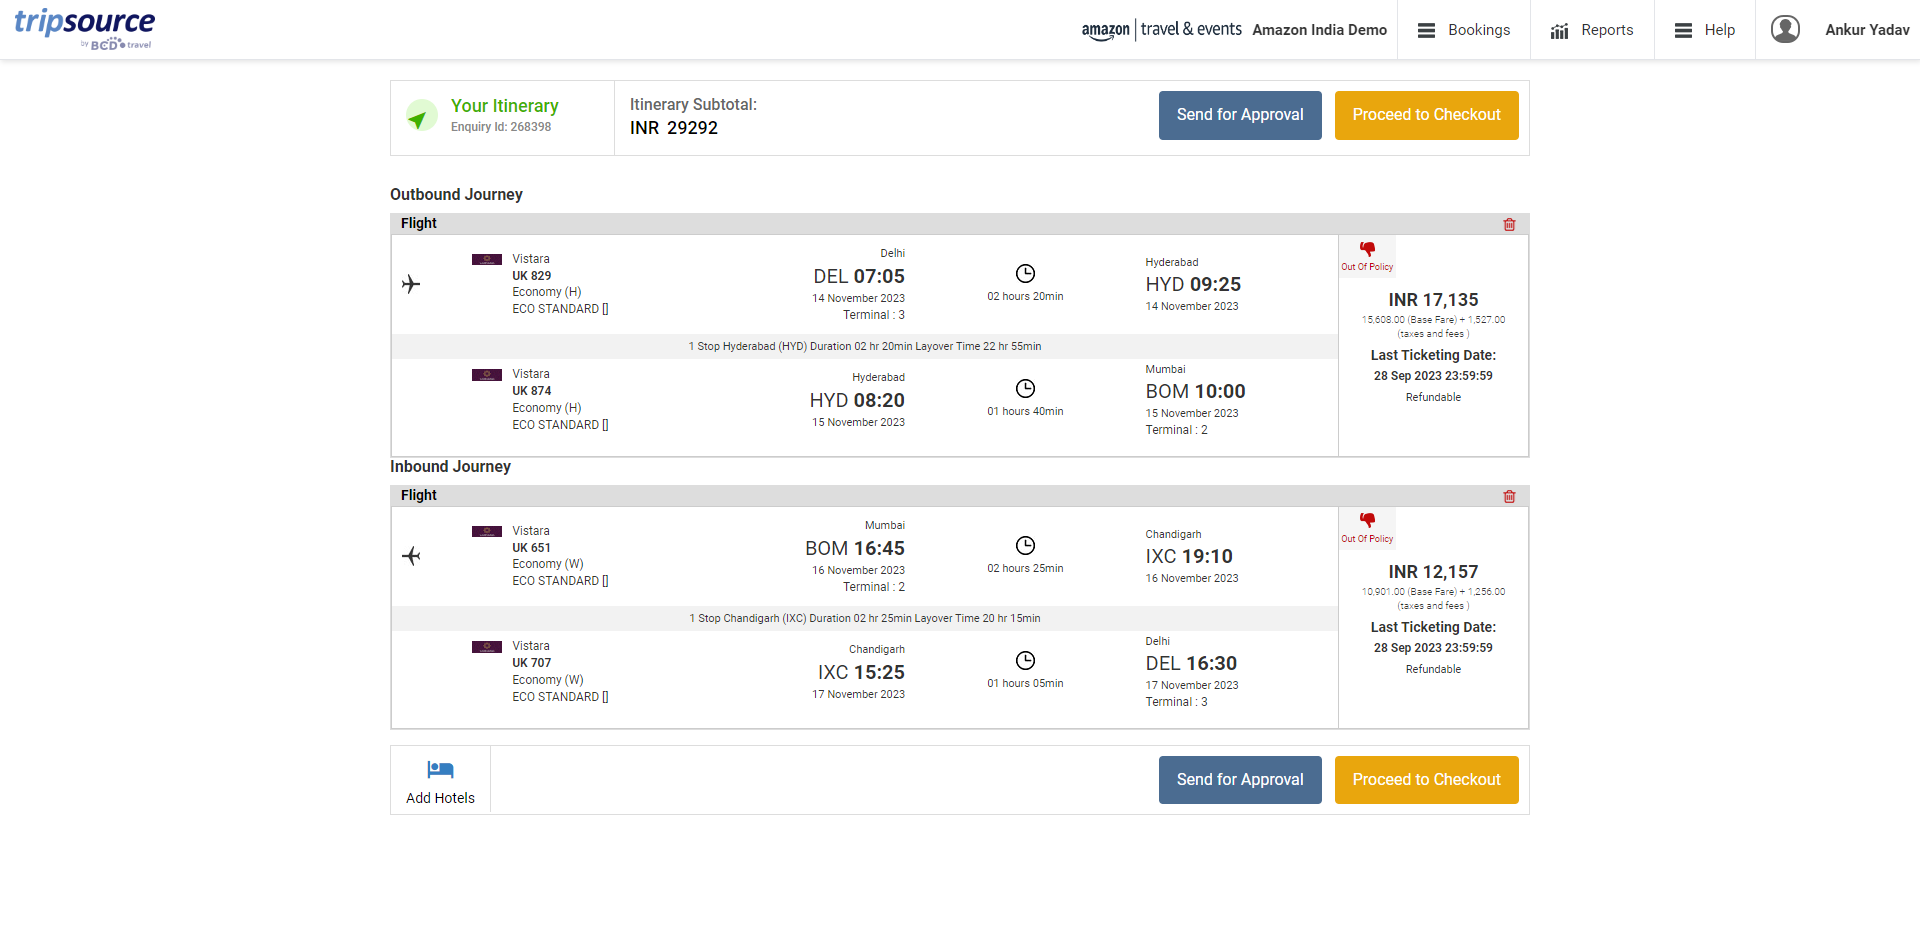 tripsource
by BCD travel
amazon | travel & events Amazon India Demo
Bookings
Reports
Help
Ankur Yadav
Your Itinerary
Enquiry Id: 268398
Itinerary Subtotal:
INR 29292
Send for Approval
Proceed to Checkout
Outbound Journey
Flight
Vistara
UK 829
Economy (H)
ECO STANDARD []
Delhi
DEL 07:05
14 November 2023
Terminal : 3
02 hours 20min
Hyderabad
HYD 09:25
14 November 2023
Out Of Policy
INR 17,135
15,608.00 (Base Fare) + 1,527.00
(taxes and fees )
Last Ticketing Date:
28 Sep 2023 23:59:59
Refundable
1 Stop Hyderabad (HYD) Duration 02 hr 20min Layover Time 22 hr 55min
Vistara
UK 874
Economy (H)
ECO STANDARD []
Hyderabad
HYD 08:20
15 November 2023
01 hours 40min
Mumbai
BOM 10:00
15 November 2023
Terminal : 2
Inbound Journey
Flight
Vistara
UK 651
Economy (W)
ECO STANDARD []
Mumbai
BOM 16:45
16 November 2023
Terminal : 2
02 hours 25min
Chandigarh
IXC 19:10
16 November 2023
Out Of Policy
INR 12,157
10,901.00 (Base Fare) + 1,256.00
(taxes and fees )
Last Ticketing Date:
28 Sep 2023 23:59:59
Refundable
1 Stop Chandigarh (IXC) Duration 02 hr 25min Layover Time 20 hr 15min
Vistara
UK 707
Economy (W)
ECO STANDARD []
Chandigarh
IXC 15:25
17 November 2023
01 hours 05min
Delhi
DEL 16:30
17 November 2023
Terminal : 3
Add Hotels
Send for Approval
Proceed to Checkout